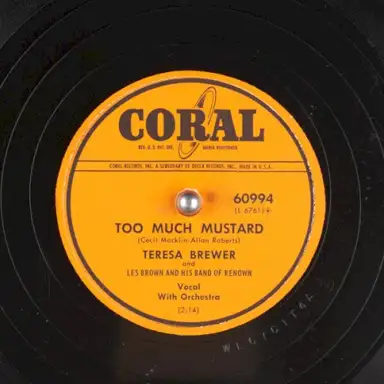 CORAL
REG. U. S. PAT. OFF.
MARCA REGISTRADA
CORAL RECORDS, INC. A SUBSIDIARY OF DECCA RECORDS, INC., MADE IN U.S.A.
60994
(L 6761)+
TOO MUCH MUSTARD
(Cecil Macklin-Allan Roberts)
TERESA BREWER
and
LES BROWN AND HIS BAND OF RENOWN
Vocal
With Orchestra
(2:14)